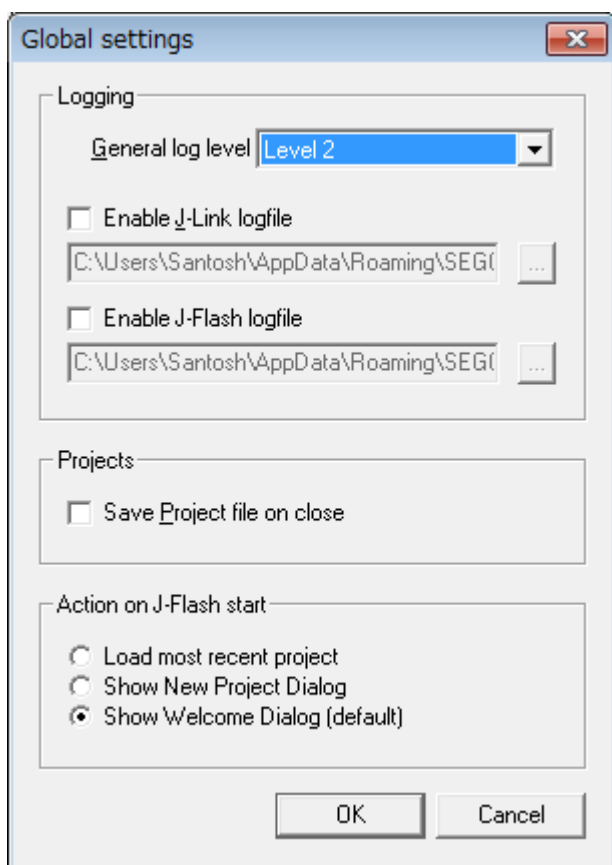 Global settings
Logging
General log level Level 2
Enable J-Link logfile
C:\Users\Santosh\AppData\Roaming\SEG( ...
Enable J-Flash logfile
C:\Users\Santosh\AppData\Roaming\SEG( ...
Projects
Save Project file on close
Action on J-Flash start
Load most recent project
Show New Project Dialog
Show Welcome Dialog (default)
OK Cancel